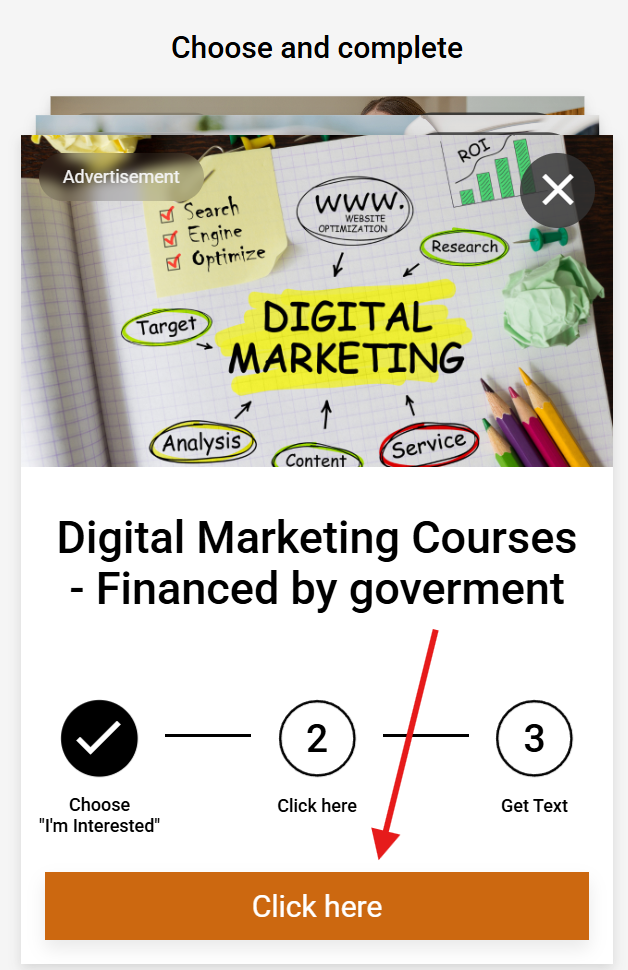 Choose and complete
Advertisement
Search
Engine
Optimize
WWW.
WEBSITE
OPTIMIZATION
ROI
Research
Target
DIGITAL
MARKETING
Analysis
Content
Service
Digital Marketing Courses
- Financed by goverment
2
3
Choose
"I'm Interested"
Click here
Get Text
Click here